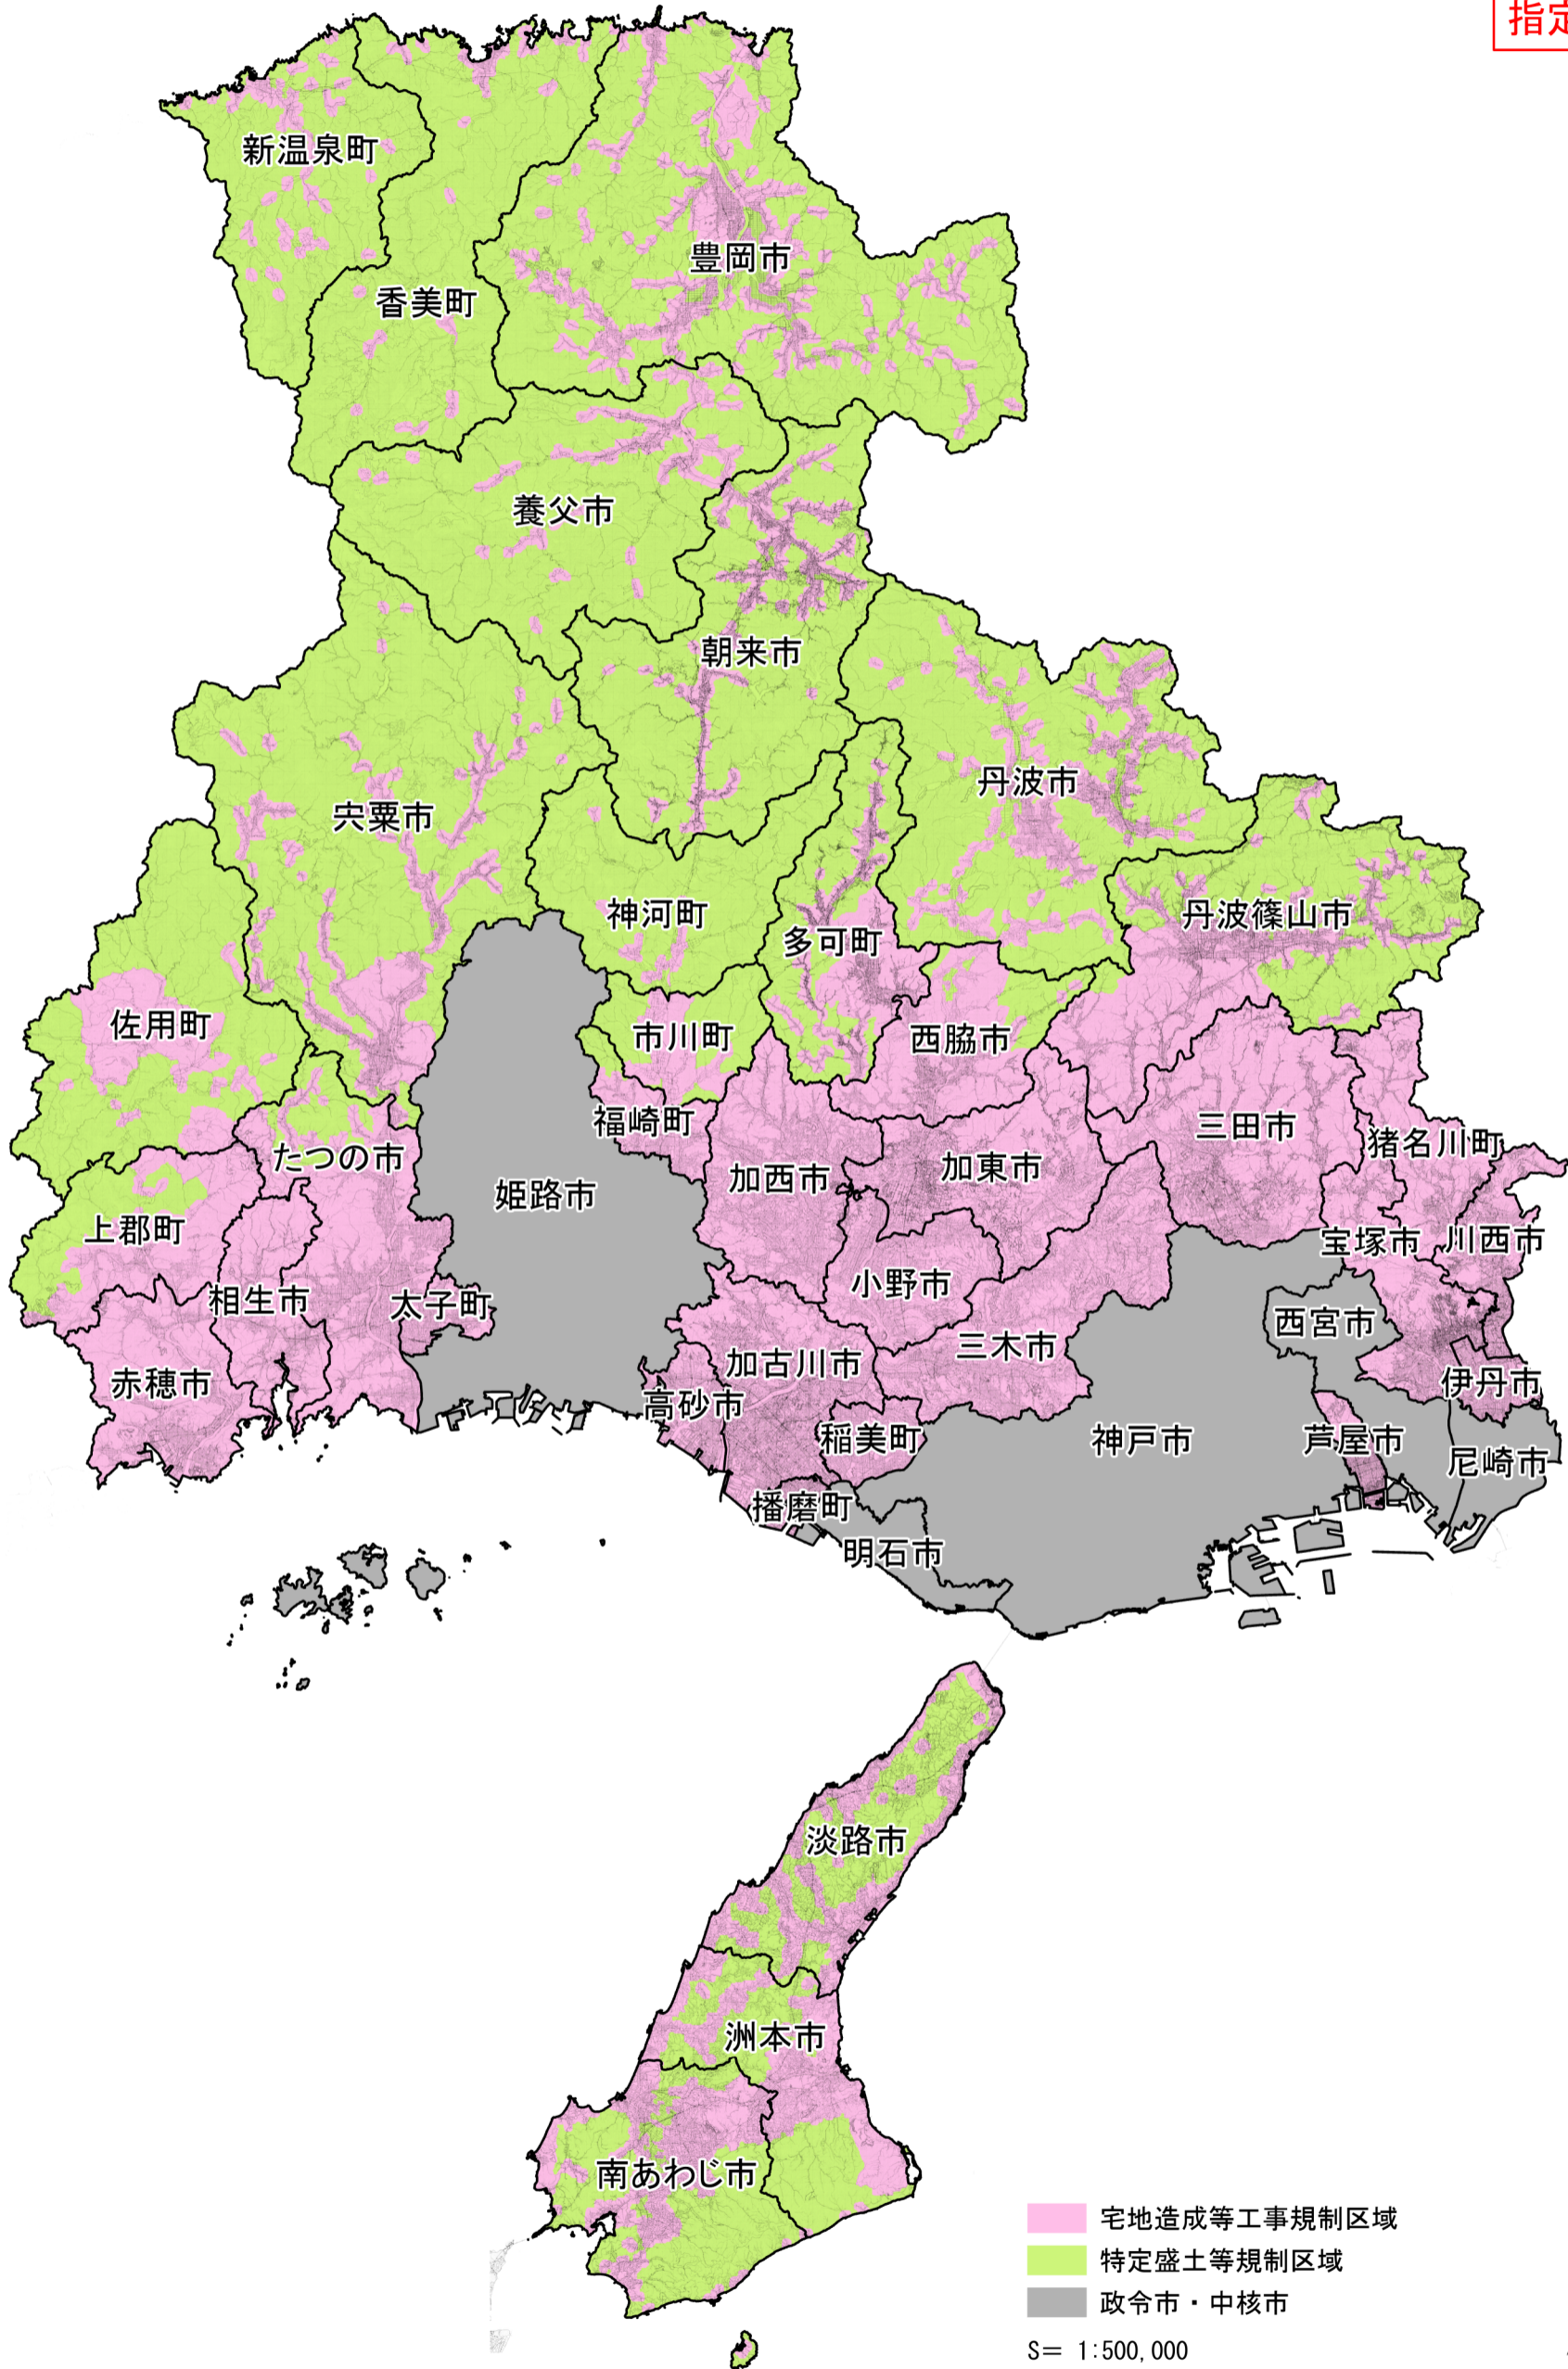 指定
新温泉町
豊岡市
香美町
養父市
朝来市
丹波市
宍粟市
神河町
多可町
丹波篠山市
佐用町
市川町
西脇市
福崎町
三田市
猪名川町
たつの市
加西市
加東市
姫路市
上郡町
宝塚市
川西市
小野市
相生市
太子町
西宮市
三木市
加古川市
赤穂市
伊丹市
高砂市
稲美町
神戸市
芦屋市
尼崎市
播磨町
明石市
淡路市
洲本市
南あわじ市
宅地造成等工事規制区域
特定盛土等規制区域
政令市・中核市
S= 1:500,000